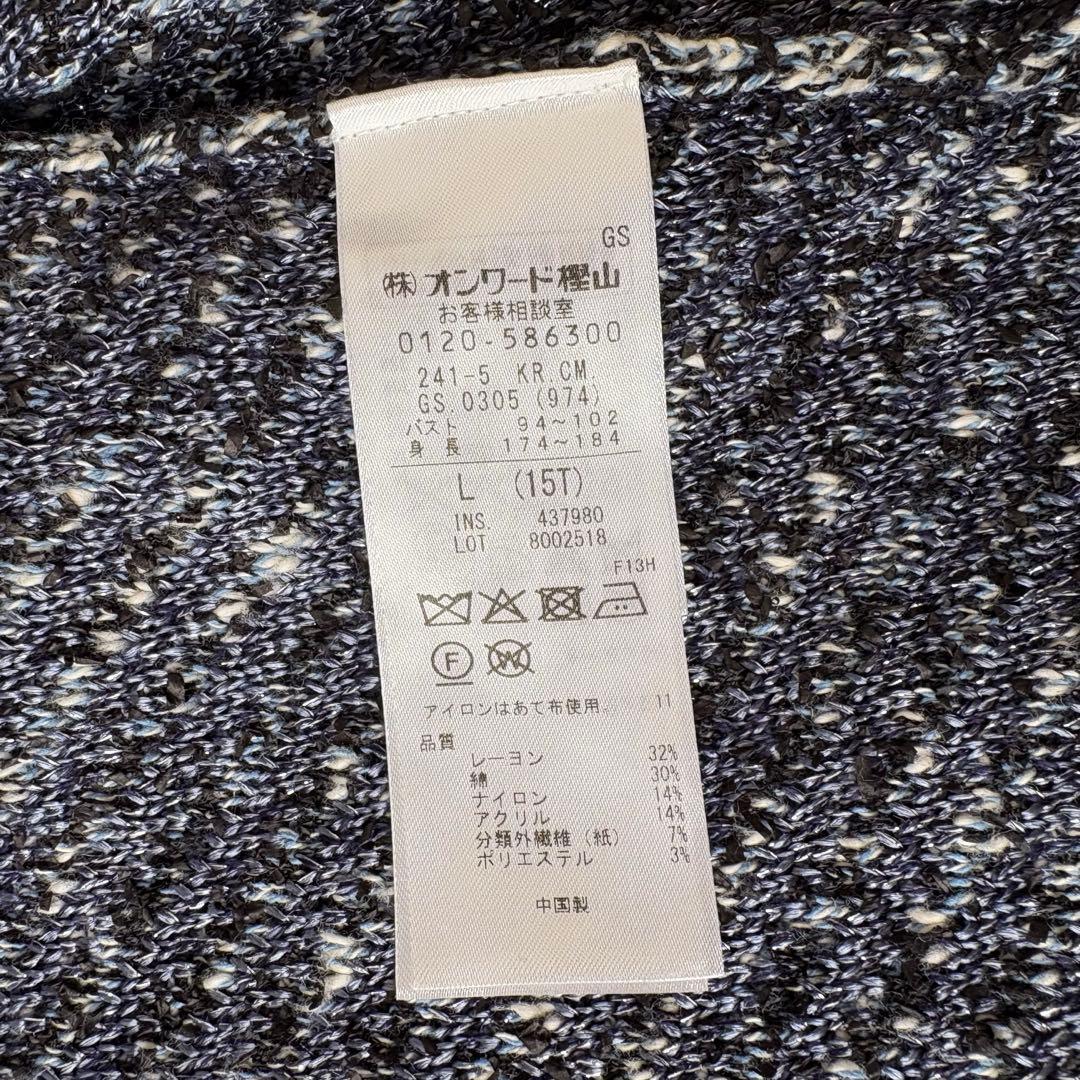 GS
(株)オンワード樫山
お客様相談室
0120-586300
241-5 KR.CM
GS.0305 (974)
バスト 94~102
身長 174~184
L (15T)
INS. 437980
LOT 8002518
F13H
F W
アイロンはあて布使用。 11
品質
レーヨン 32%
綿 30%
ナイロン 14%
アクリル 14%
分類外繊維(紙) 7%
ポリエステル 3%
中国製